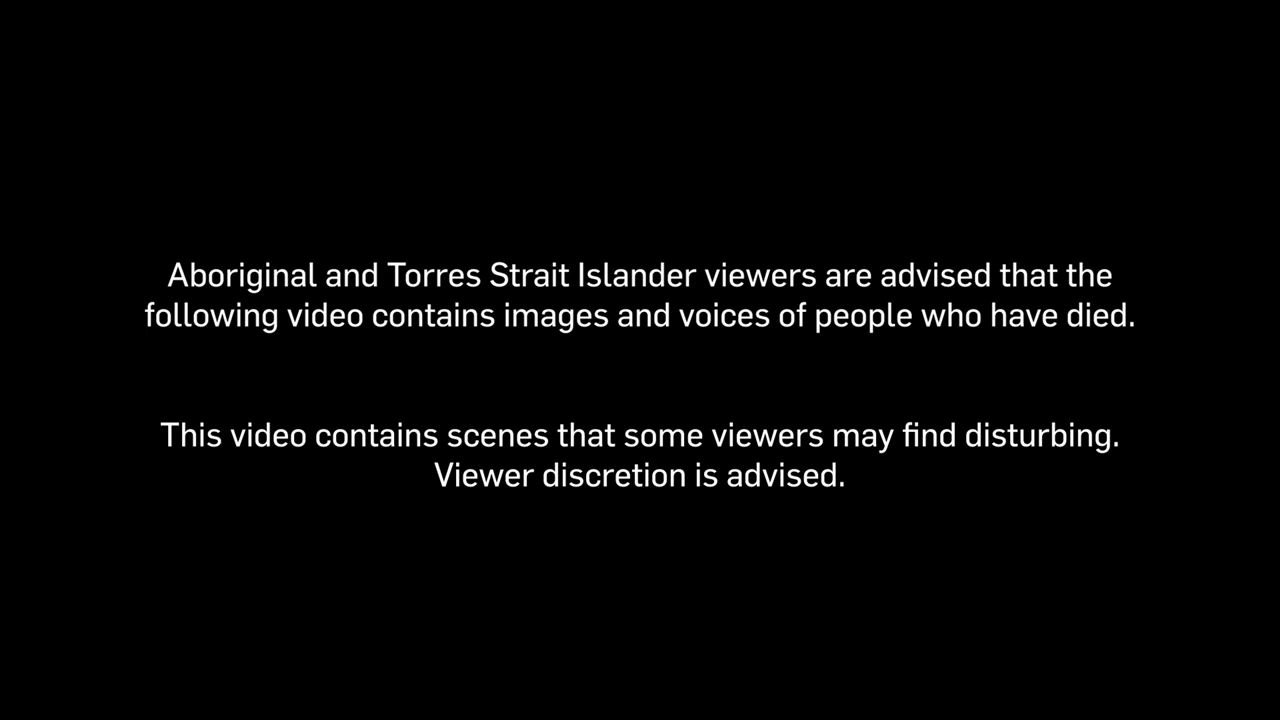 Aboriginal and Torres Strait Islander viewers are advised that the
following video contains images and voices of people who have died.
This video contains scenes that some viewers may find disturbing.
Viewer discretion is advised.